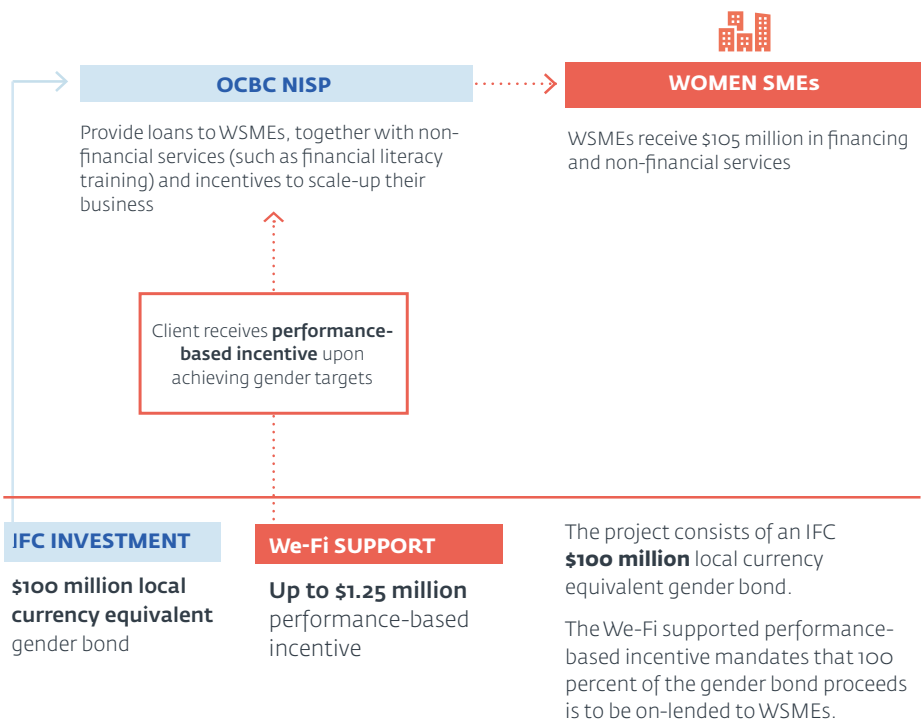 OCBC NISP
WOMEN SMEs
Provide loans to WSMEs, together with non-
financial services (such as financial literacy
training) and incentives to scale-up their
business
WSMEs receive $105 million in financing
and non-financial services
Client receives performance-
based incentive upon
achieving gender targets
IFC INVESTMENT
$100 million local
currency equivalent
gender bond
We-Fi SUPPORT
Up to $1.25 million
performance-based
incentive
The project consists of an IFC
$100 million local currency
equivalent gender bond.
The We-Fi supported performance-
based incentive mandates that 100
percent of the gender bond proceeds
is to be on-lended to WSMEs.